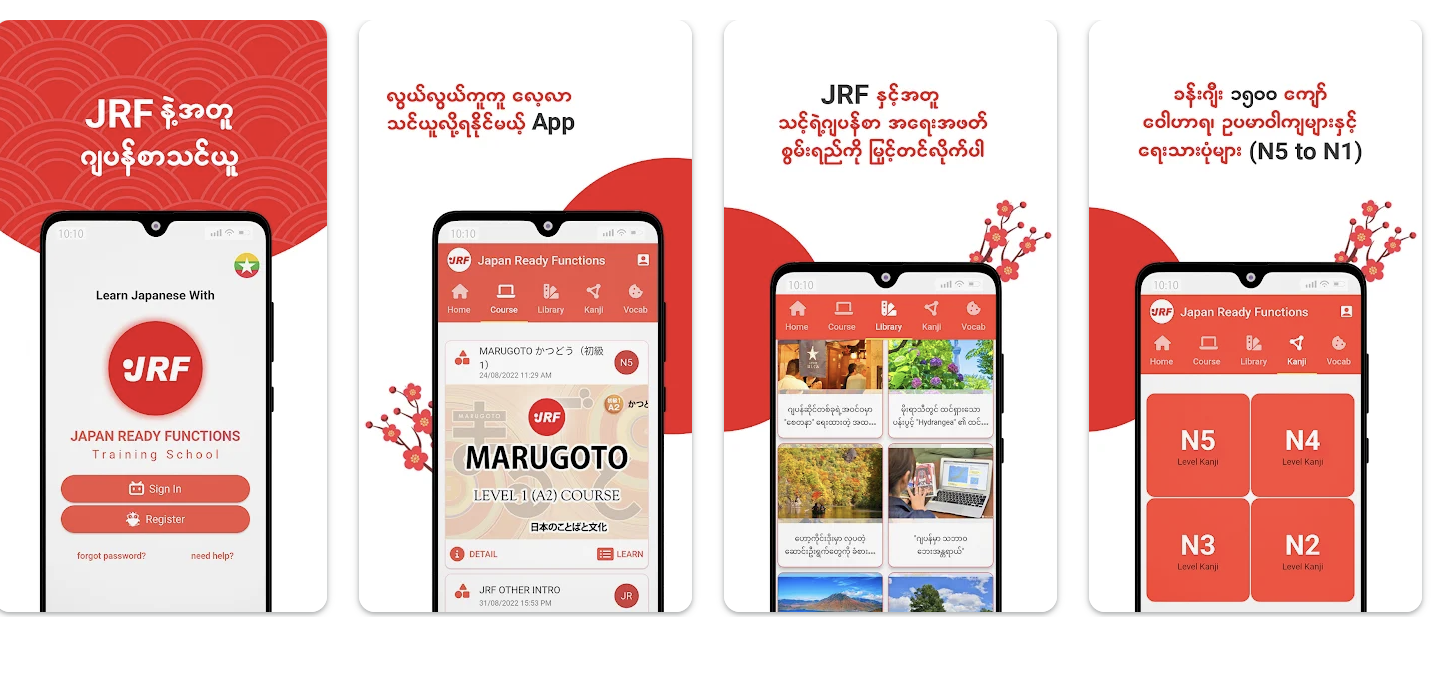 JRF နဲ့အတူ
ဂျပန်စာသင်ယူ
10:10
Learn Japanese With
JRF
JAPAN READY FUNCTIONS
Training School
Sign In
Register
forgot password? need help?
လွယ်လွယ်ကူကူ လေ့လာ
သင်ယူလို့ရနိုင်မယ့် App
10:10
JRF Japan Ready Functions
Home Course Library Kanji Vocab
MARUGOTO かつどう（初級
1） N5
24/08/2022 11:29 AM
MARUGOTO
JRF
初級1 A2 かつと
MARUGOTO
LEVEL 1 (A2) COURSE
日本のことばと文化
DETAIL LEARN
JRF OTHER INTRO JR
31/08/2022 15:53 PM
JRF နှင့်အတူ
သင့်ရဲ့ဂျပန်စာ အရေးအဖတ်
စွမ်းရည်ကို မြှင့်တင်လိုက်ပါ
10:10
Home Course Library Kanji Vocab
ဂျပန်ဆိုင်တစ်ခုရဲ့အဝင်ဝမှာ
"စေတနာ" ရေးထားတဲ့ အထ...
မိုးရာသီတွင် ထင်ရှားသော
ပန်းပွင့် "Hydrangea" ၏ ထင်...
ဟော့ကိုင်းဒိုးမှာ လှပတဲ့
ဆောင်းဦးရွက်တွေကို ခံစား...
"ဂျပန်မှာ သဘာဝ
ဘေးအန္တရာယ်"
ခန်းဂျီး ၁၅၀၀ ကျော်
ဝေါဟာရ၊ ဥပမာဝါကျများနှင့်
ရေးသားပုံများ (N5 to N1)
10:10
JRF Japan Ready Functions
Home Course Library Kanji Vocab
N5
Level Kanji
N4
Level Kanji
N3
Level Kanji
N2
Level Kanji